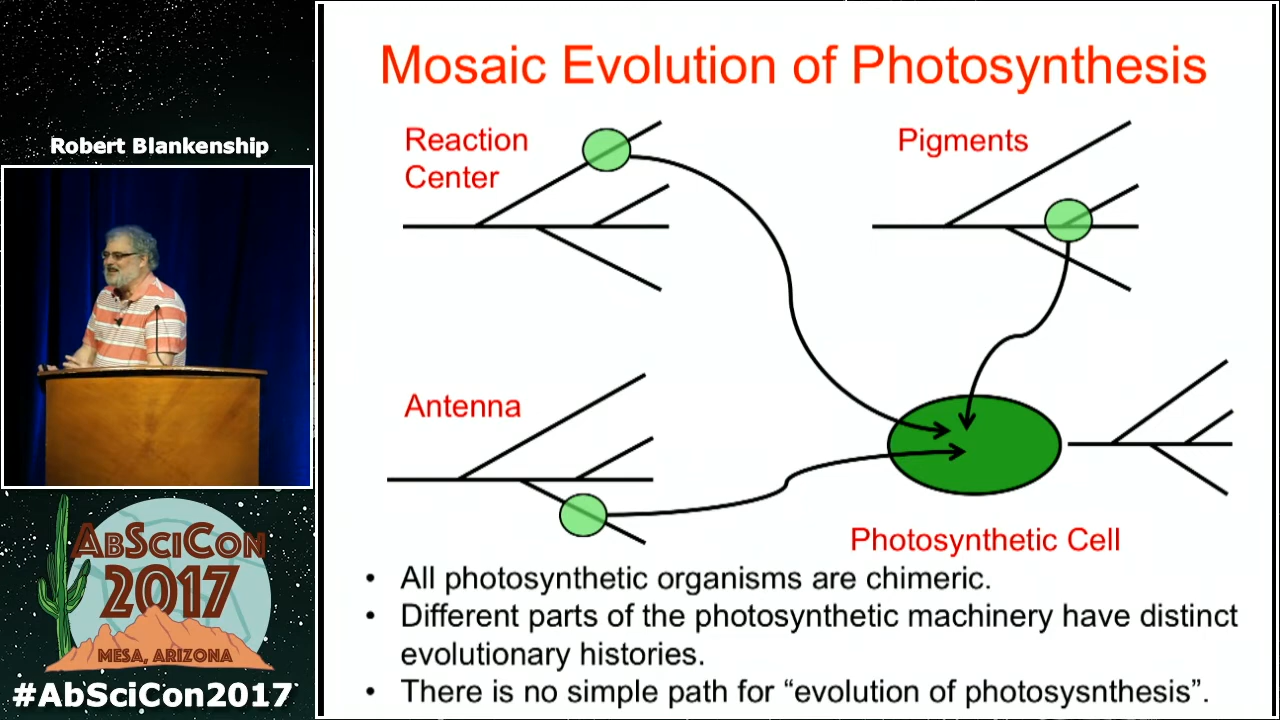 Robert Blankenship
ABSCICON
2017
MESA, ARIZONA
#AbSciCon2017
Mosaic Evolution of Photosynthesis
Reaction
Center
Pigments
Antenna
Photosynthetic Cell
• All photosynthetic organisms are chimeric.
• Different parts of the photosynthetic machinery have distinct
evolutionary histories.
• There is no simple path for “evolution of photosysnthesis”.